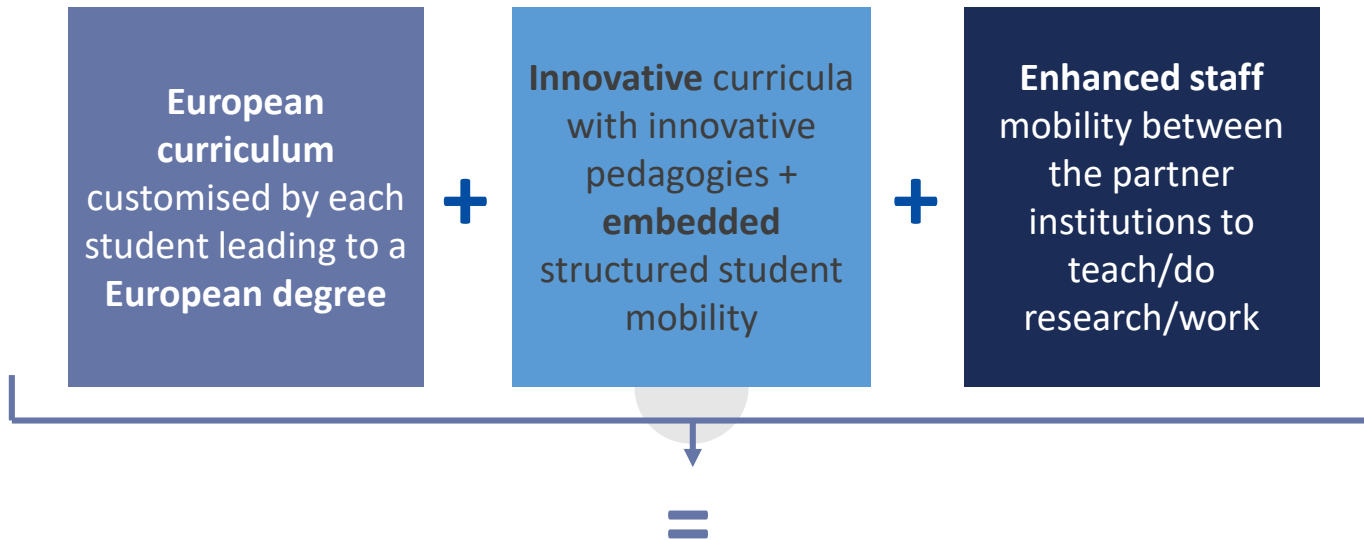 European
curriculum
customised by each
student leading to a
European degree
+
Innovative curricula
with innovative
pedagogies +
embedded
structured student
mobility
+
Enhanced staff
mobility between
the partner
institutions to
teach/do
research/work
=